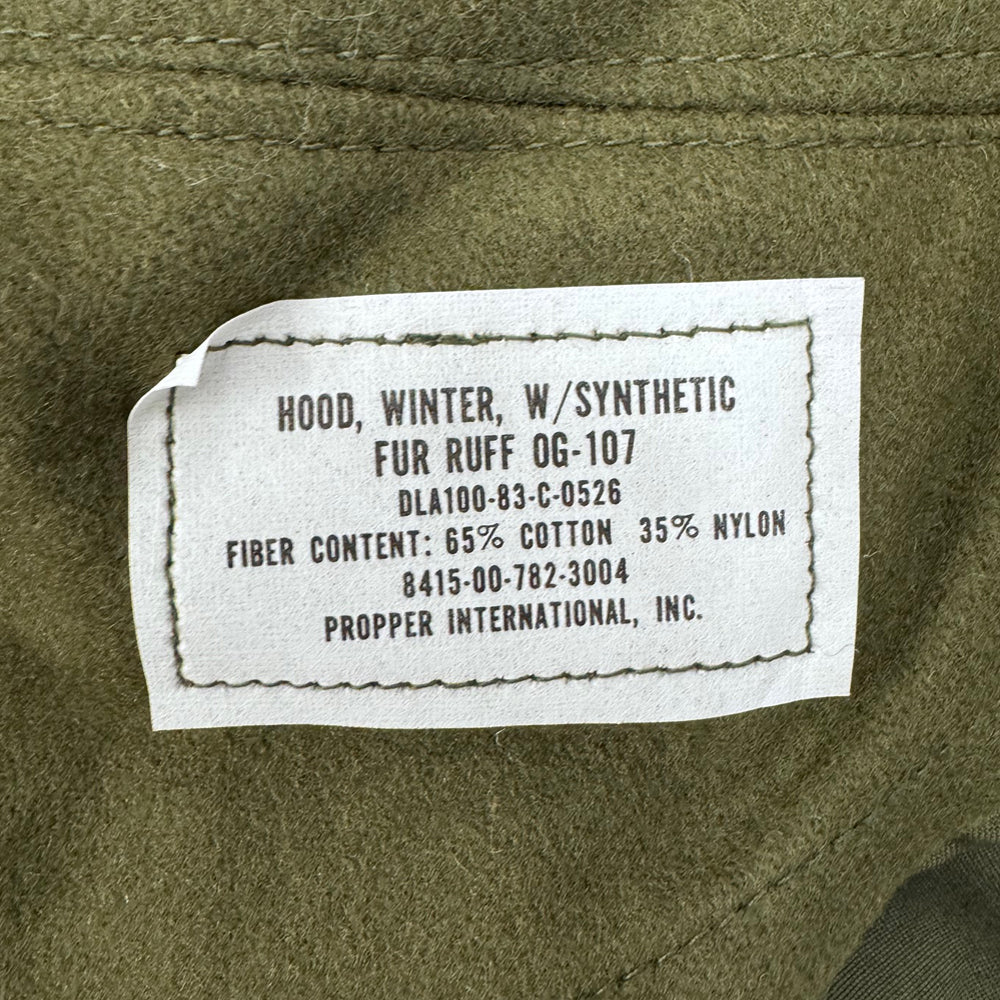 HOOD, WINTER, W/SYNTHETIC
FUR RUFF OG-107
DLA100-83-C-0526
FIBER CONTENT: 65% COTTON 35% NYLON
8415-00-782-3004
PROPPER INTERNATIONAL, INC.